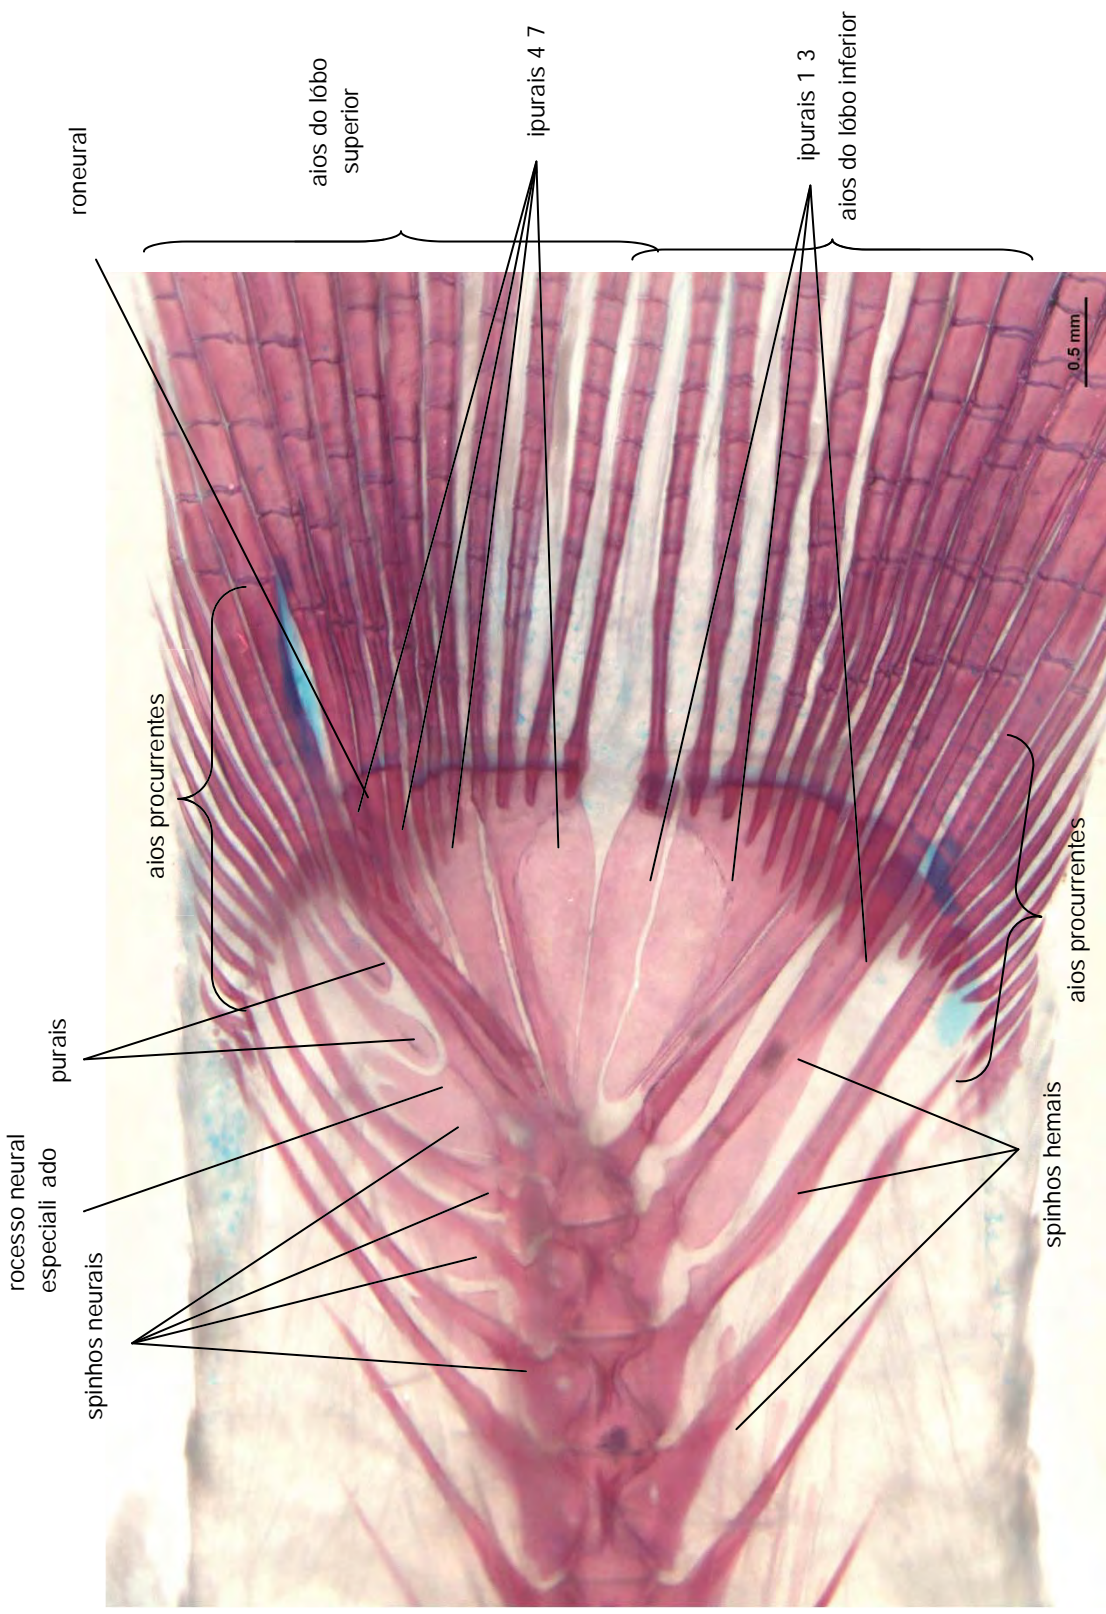 roneural
aios do lóbo
superior
ipurais 4 7
ipurais 1 3
aios do lóbo inferior
0.5 mm
aios procurrentes
aios procurrentes
purais
rocesso neural
especiali ado
spinhos neurais
spinhos hemais